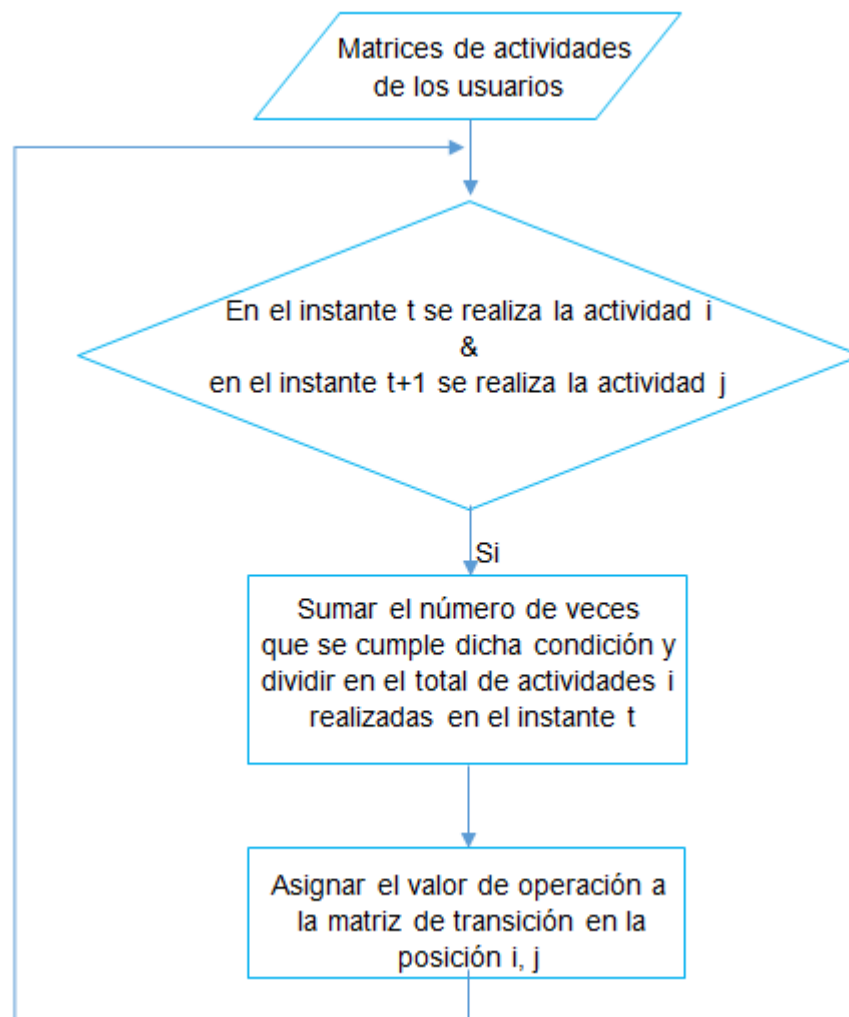 Matrices de actividades
de los usuarios
En el instante t se realiza la actividad i
&
en el instante t+1 se realiza la actividad j
Si
Sumar el número de veces
que se cumple dicha condición y
dividir en el total de actividades i
realizadas en el instante t
Asignar el valor de operación a
la matriz de transición en la
posición i, j